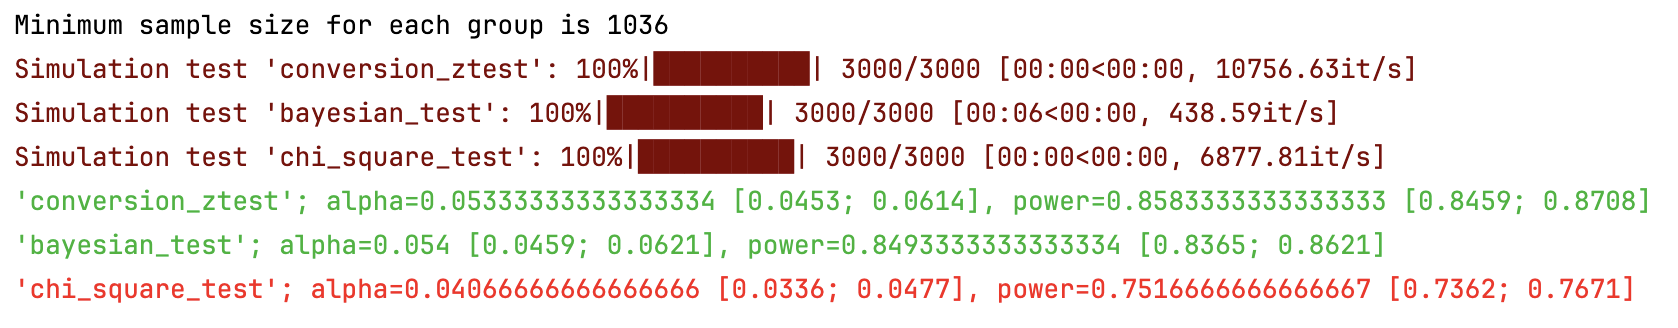 Minimum sample size for each group is 1036
Simulation test 'conversion_ztest': 100%|██████████| 3000/3000 [00:00<00:00, 10756.63it/s]
Simulation test 'bayesian_test': 100%|██████████| 3000/3000 [00:06<00:00, 438.59it/s]
Simulation test 'chi_square_test': 100%|██████████| 3000/3000 [00:00<00:00, 6877.81it/s]
'conversion_ztest'; alpha=0.05333333333333334 [0.0453; 0.0614], power=0.8583333333333333 [0.8459; 0.8708]
'bayesian_test'; alpha=0.054 [0.0459; 0.0621], power=0.8493333333333334 [0.8365; 0.8621]
'chi_square_test'; alpha=0.04066666666666666 [0.0336; 0.0477], power=0.7516666666666667 [0.7362; 0.7671]